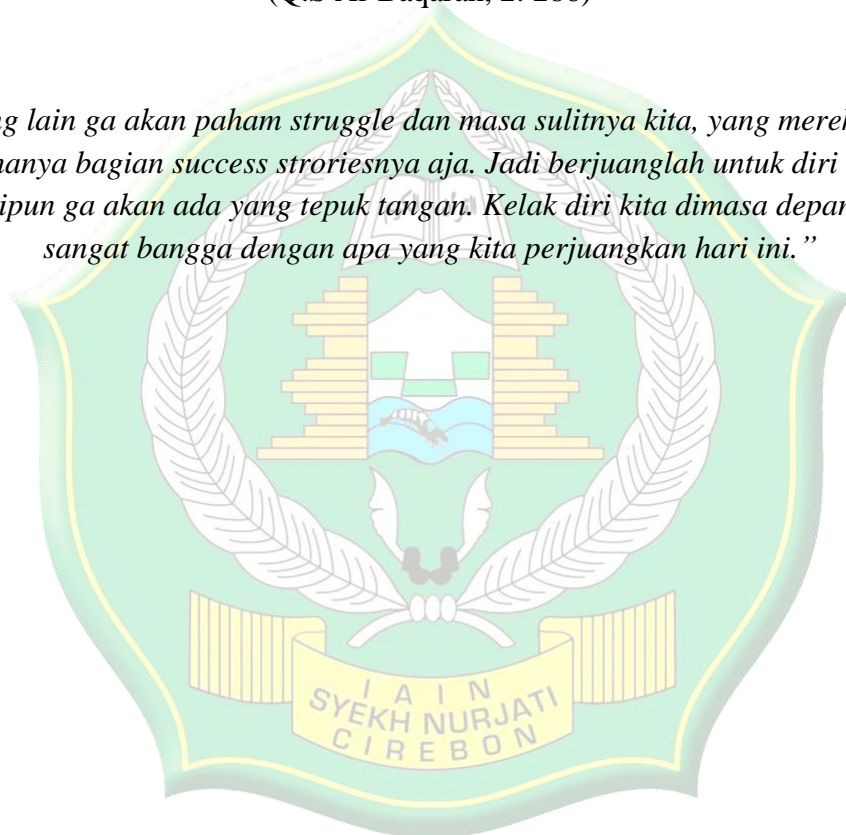 lain ga akan paham struggle dan masa sulitnya kita, yang
bagian success stroriesnya aja. Jadi berjuanglah untuk diri
ga akan ada yang tepuk tangan. Kelak diri kita dimasa
sangat bangga dengan apa yang kita perjuangkan hari ini.”
IAIN
SYEKH NURJATI
CIREBON